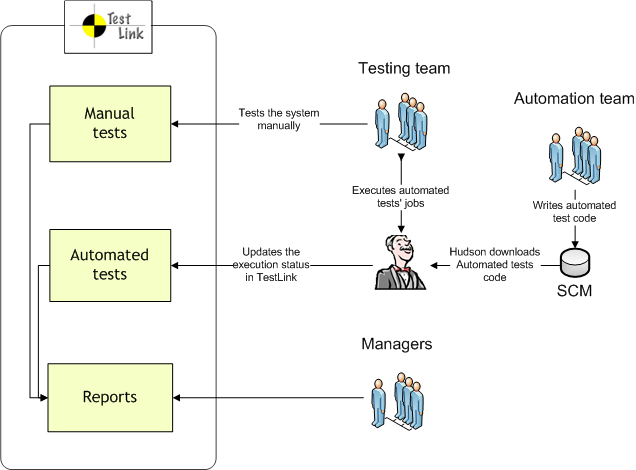 Test
Link
Testing team
Automation team
Manual
tests
Tests the system
manually
Executes automated
tests' jobs
Writes automated
test code
Automated
tests
Updates the
execution status
in TestLink
Hudson downloads
Automated tests
code
SCM
Managers
Reports